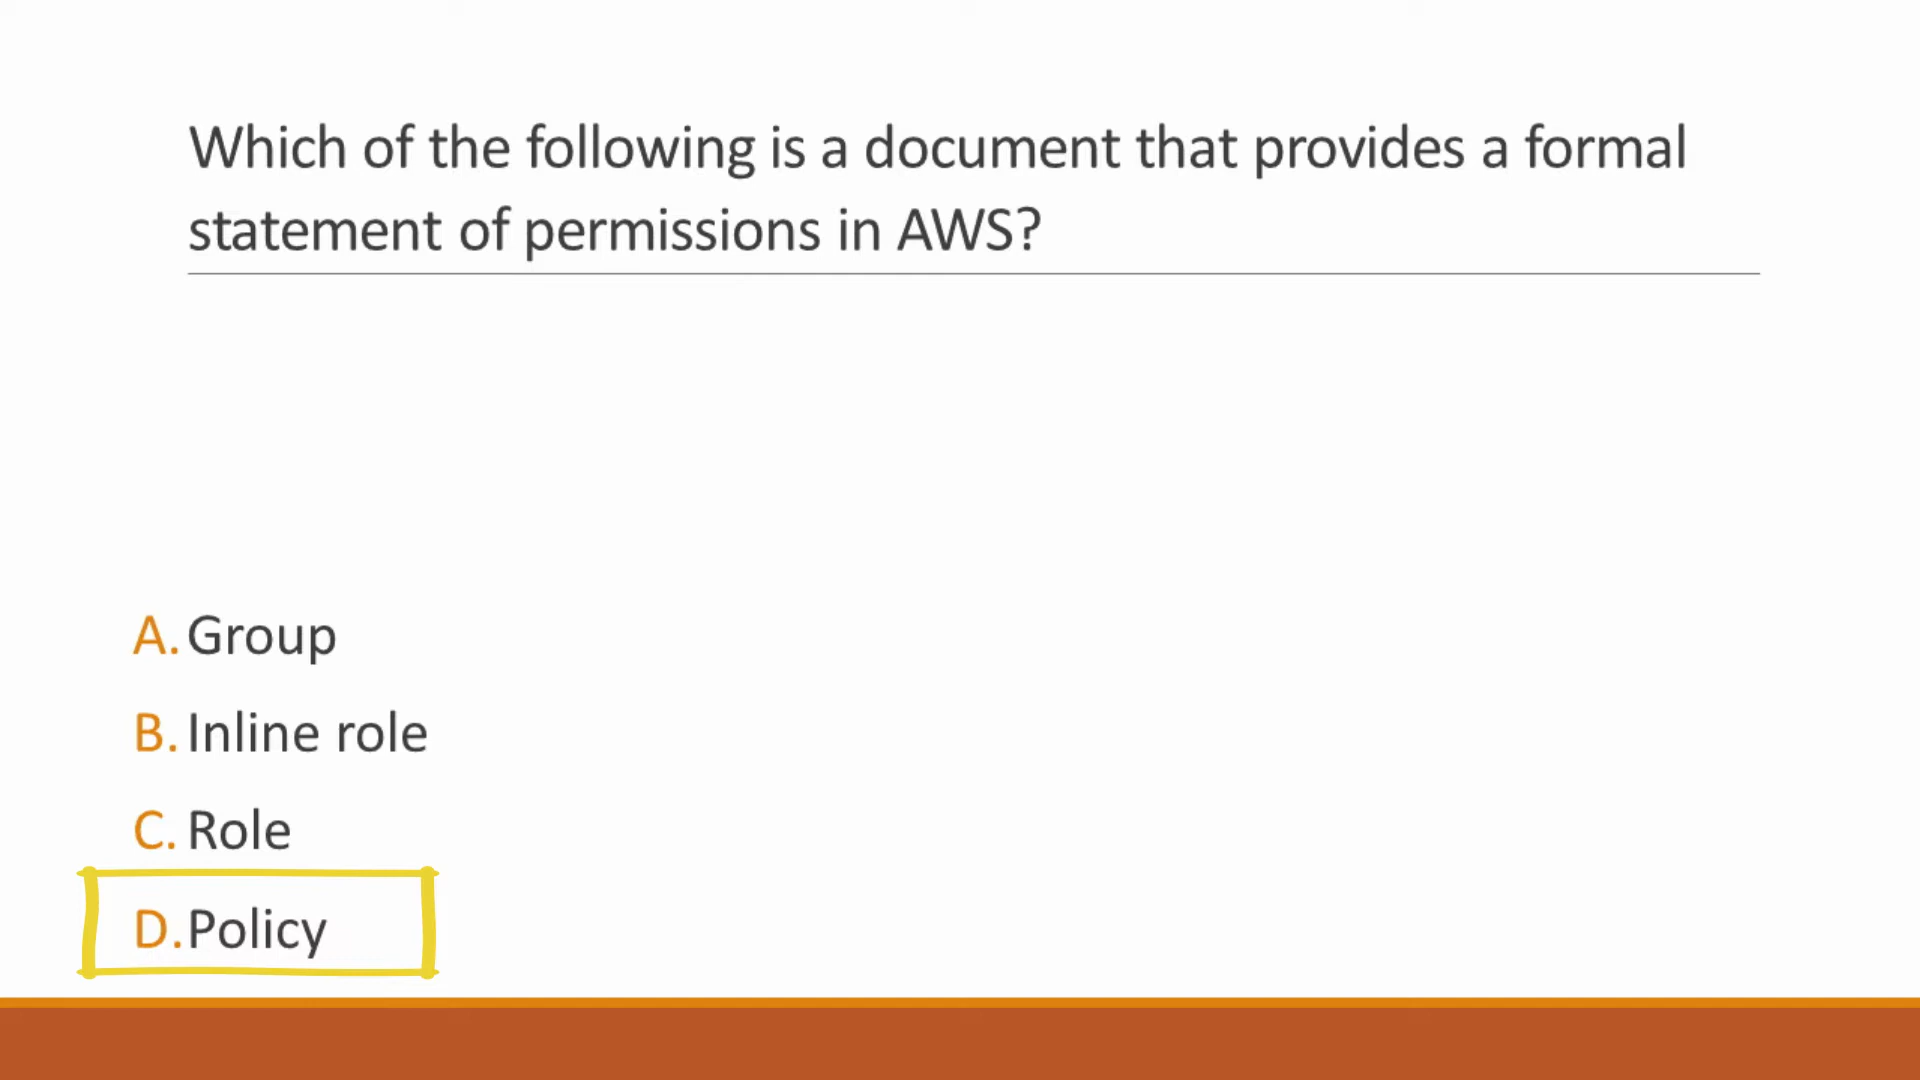 Which of the following is a document that provides a formal
statement of permissions in AWS?
A. Group
B. Inline role
C. Role
D. Policy